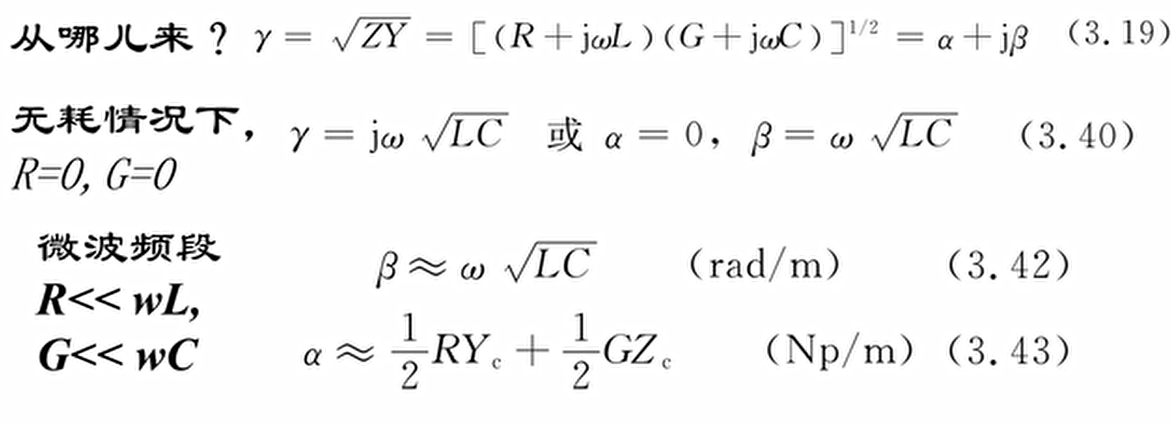 从哪儿来？ γ = √ZY = [(R+jωL)(G+jωC)]^{1/2} = α+jβ (3.19)
无耗情况下， γ = jω √LC 或 α = 0, β = ω √LC (3.40)
R=0, G=0
微波频段
β ≈ ω √LC (rad/m) (3.42)
R<< wL,
G<< wC α ≈ 1/2 RY_c + 1/2 GZ_c (Np/m) (3.43)